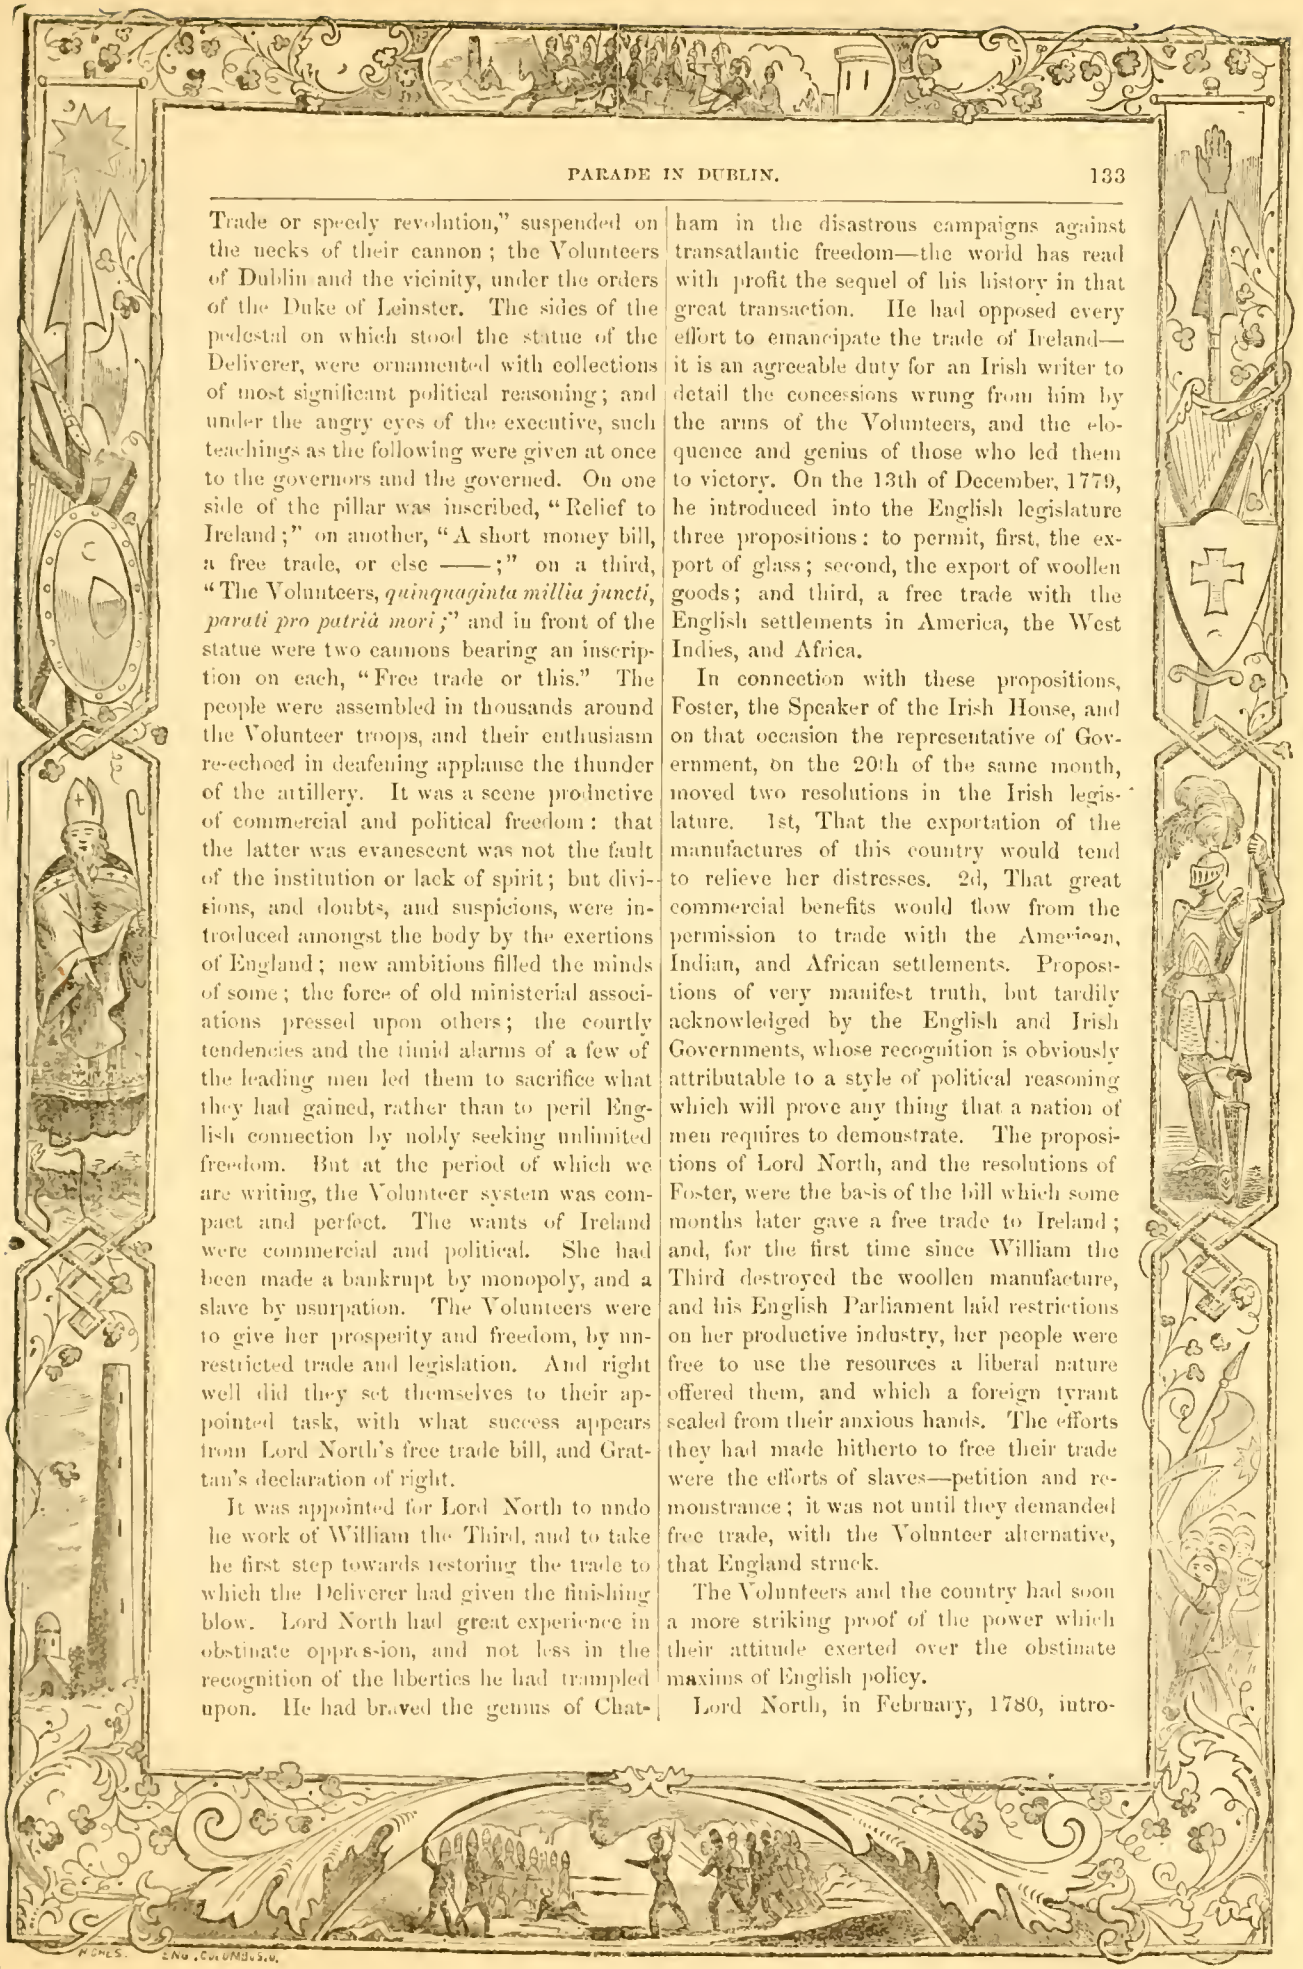 PARADE IN DUBLIN.
133
Trade or speedy revolution,” suspended on
the necks of their cannon ; the Volunteers
of Dublin and the vicinity, under the orders
of the Duke of Leinster. The sides of the
pedestal on which stood the statue of the
Deliverer, were ornamented with collections
of most significant political reasoning ; and
under the angry eyes of the executive, such
teachings as the following were given at once
to the governors and the governed. On one
side of the pillar was inscribed, “ Relief to
Ireland ;” on another, “ A short money bill,
a free trade, or else —— ;” on a third,
“ The Volunteers, quinquaginta millia juncti,
parati pro patriâ mori ;” and in front of the
statue were two cannons bearing an inscrip-
tion on each, “ Free trade or this.” The
people were assembled in thousands around
the Volunteer troops, and their enthusiasm
re-echoed in deafening applause the thunder
of the artillery. It was a scene productive
of commercial and political freedom : that
the latter was evanescent was not the fault
of the institution or lack of spirit ; but divi-
sions, and doubts, and suspicions, were in-
troduced amongst the body by the exertions
of England ; new ambitions filled the minds
of some ; the force of old ministerial associ-
ations pressed upon others ; the courtly
tendencies and the timid alarms of a few of
the leading men led them to sacrifice what
they had gained, rather than to peril Eng-
lish connection by nobly seeking unlimited
freedom. But at the period of which we
are writing, the Volunteer system was com-
pact and perfect. The wants of Ireland
were commercial and political. She had
been made a bankrupt by monopoly, and a
slave by usurpation. The Volunteers were
to give her prosperity and freedom, by un-
restricted trade and legislation. And right
well did they set themselves to their ap-
pointed task, with what success appears
from Lord North’s free trade bill, and Grat-
tan’s declaration of right.
It was appointed for Lord North to undo
he work of William the Third, and to take
he first step towards restoring the trade to
which the Deliverer had given the finishing
blow. Lord North had great experience in
obstinate oppression, and not less in the
recognition of the liberties he had trampled
upon. He had braved the genius of Chat-
ham in the disastrous campaigns against
transatlantic freedom—the world has read
with profit the sequel of his history in that
great transaction. He had opposed every
effort to emancipate the trade of Ireland—
it is an agreeable duty for an Irish writer to
detail the concessions wrung from him by
the arms of the Volunteers, and the elo-
quence and genius of those who led them
to victory. On the 13th of December, 1779,
he introduced into the English legislature
three propositions : to permit, first, the ex-
port of glass ; second, the export of woollen
goods ; and third, a free trade with the
English settlements in America, the West
Indies, and Africa.
In connection with these propositions,
Foster, the Speaker of the Irish House, and
on that occasion the representative of Gov-
ernment, on the 20th of the same month,
moved two resolutions in the Irish legis-
lature. 1st, That the exportation of the
manufactures of this country would tend
to relieve her distresses. 2d, That great
commercial benefits would flow from the
permission to trade with the American,
Indian, and African settlements. Proposi-
tions of very manifest truth, but tardily
acknowledged by the English and Irish
Governments, whose recognition is obviously
attributable to a style of political reasoning
which will prove any thing that a nation of
men requires to demonstrate. The proposi-
tions of Lord North, and the resolutions of
Foster, were the basis of the bill which some
months later gave a free trade to Ireland ;
and, for the first time since William the
Third destroyed the woollen manufacture,
and his English Parliament laid restrictions
on her productive industry, her people were
free to use the resources a liberal nature
offered them, and which a foreign tyrant
sealed from their anxious hands. The efforts
they had made hitherto to free their trade
were the efforts of slaves—petition and re-
monstrance ; it was not until they demanded
free trade, with the Volunteer alternative,
that England struck.
The Volunteers and the country had soon
a more striking proof of the power which
their attitude exerted over the obstinate
maxims of English policy.
Lord North, in February, 1780, intro-
ENG. COLUMBUS, O.